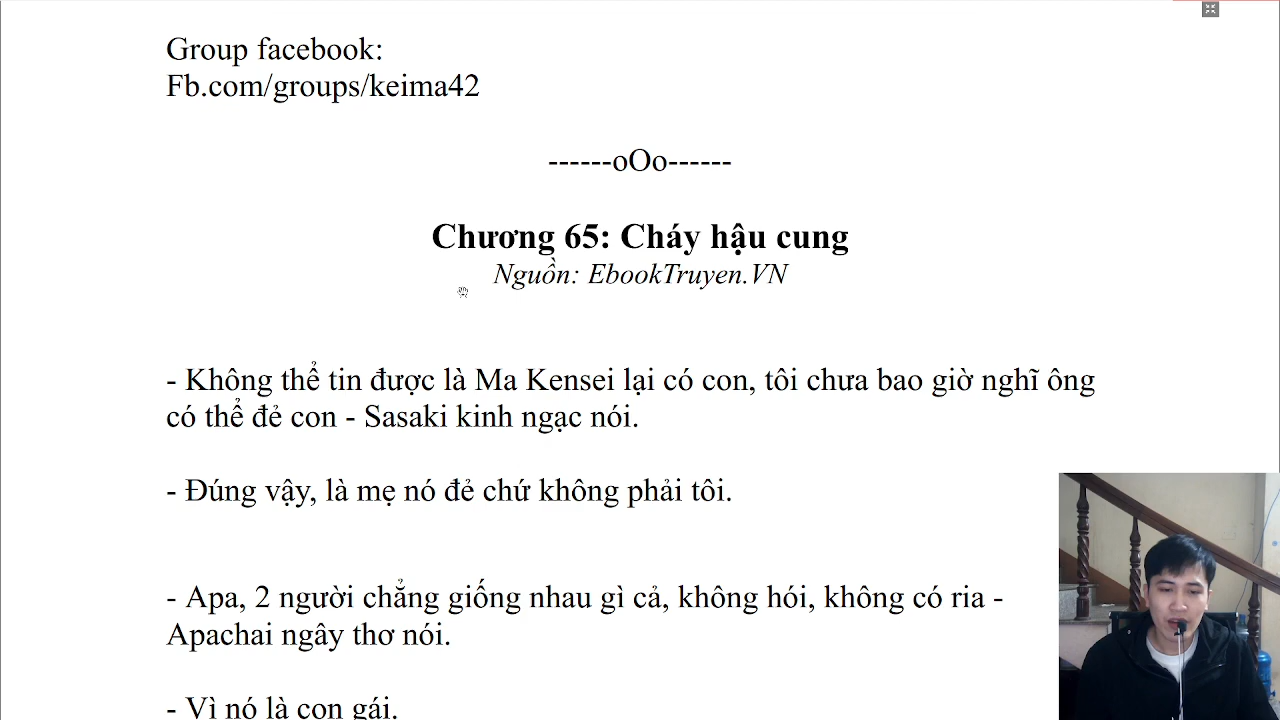 Group facebook:
Fb.com/groups/keima42
------oOo------
Chương 65: Cháy hậu cung
Nguồn: EbookTruyen.VN
- Không thể tin được là Ma Kensei lại có con, tôi chưa bao giờ nghĩ ông
có thể đẻ con - Sasaki kinh ngạc nói.
- Đúng vậy, là mẹ nó đẻ chứ không phải tôi.
- Apa, 2 người chẳng giống nhau gì cả, không hói, không có ria -
Apachai ngây thơ nói.
- Vì nó là con gái.